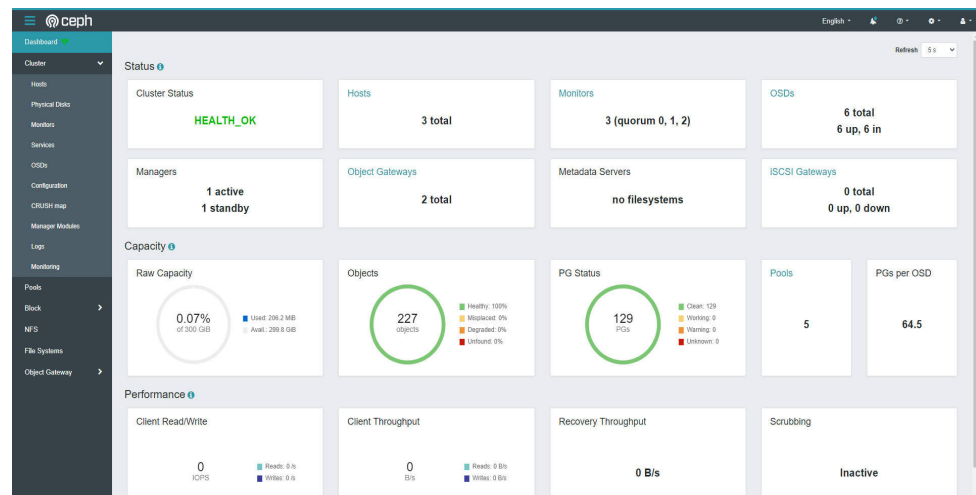 ceph
English
Dashboard
Refresh 5 s
Cluster
Hosts
Physical Disks
Monitors
Services
OSDs
Configuration
CRUSH map
Manager Modules
Logs
Monitoring
Pools
Block
NFS
File Systems
Object Gateway
Status
Cluster Status
HEALTH_OK
Hosts
3 total
Monitors
3 (quorum 0, 1, 2)
OSDs
6 total
6 up, 6 in
Managers
1 active
1 standby
Object Gateways
2 total
Metadata Servers
no filesystems
iSCSI Gateways
0 total
0 up, 0 down
Capacity
Raw Capacity
0.07%
of 300 GiB
Used: 206.2 MiB
Avail.: 299.8 GiB
Objects
227
objects
Healthy: 100%
Misplaced: 0%
Degraded: 0%
Unfound: 0%
PG Status
129
PGs
Clean: 129
Working: 0
Warning: 0
Unknown: 0
Pools
5
PGs per OSD
64.5
Performance
Client Read/Write
0
IOPS
Reads: 0 /s
Writes: 0 /s
Client Throughput
0
B/s
Reads: 0 B/s
Writes: 0 B/s
Recovery Throughput
0 B/s
Scrubbing
Inactive